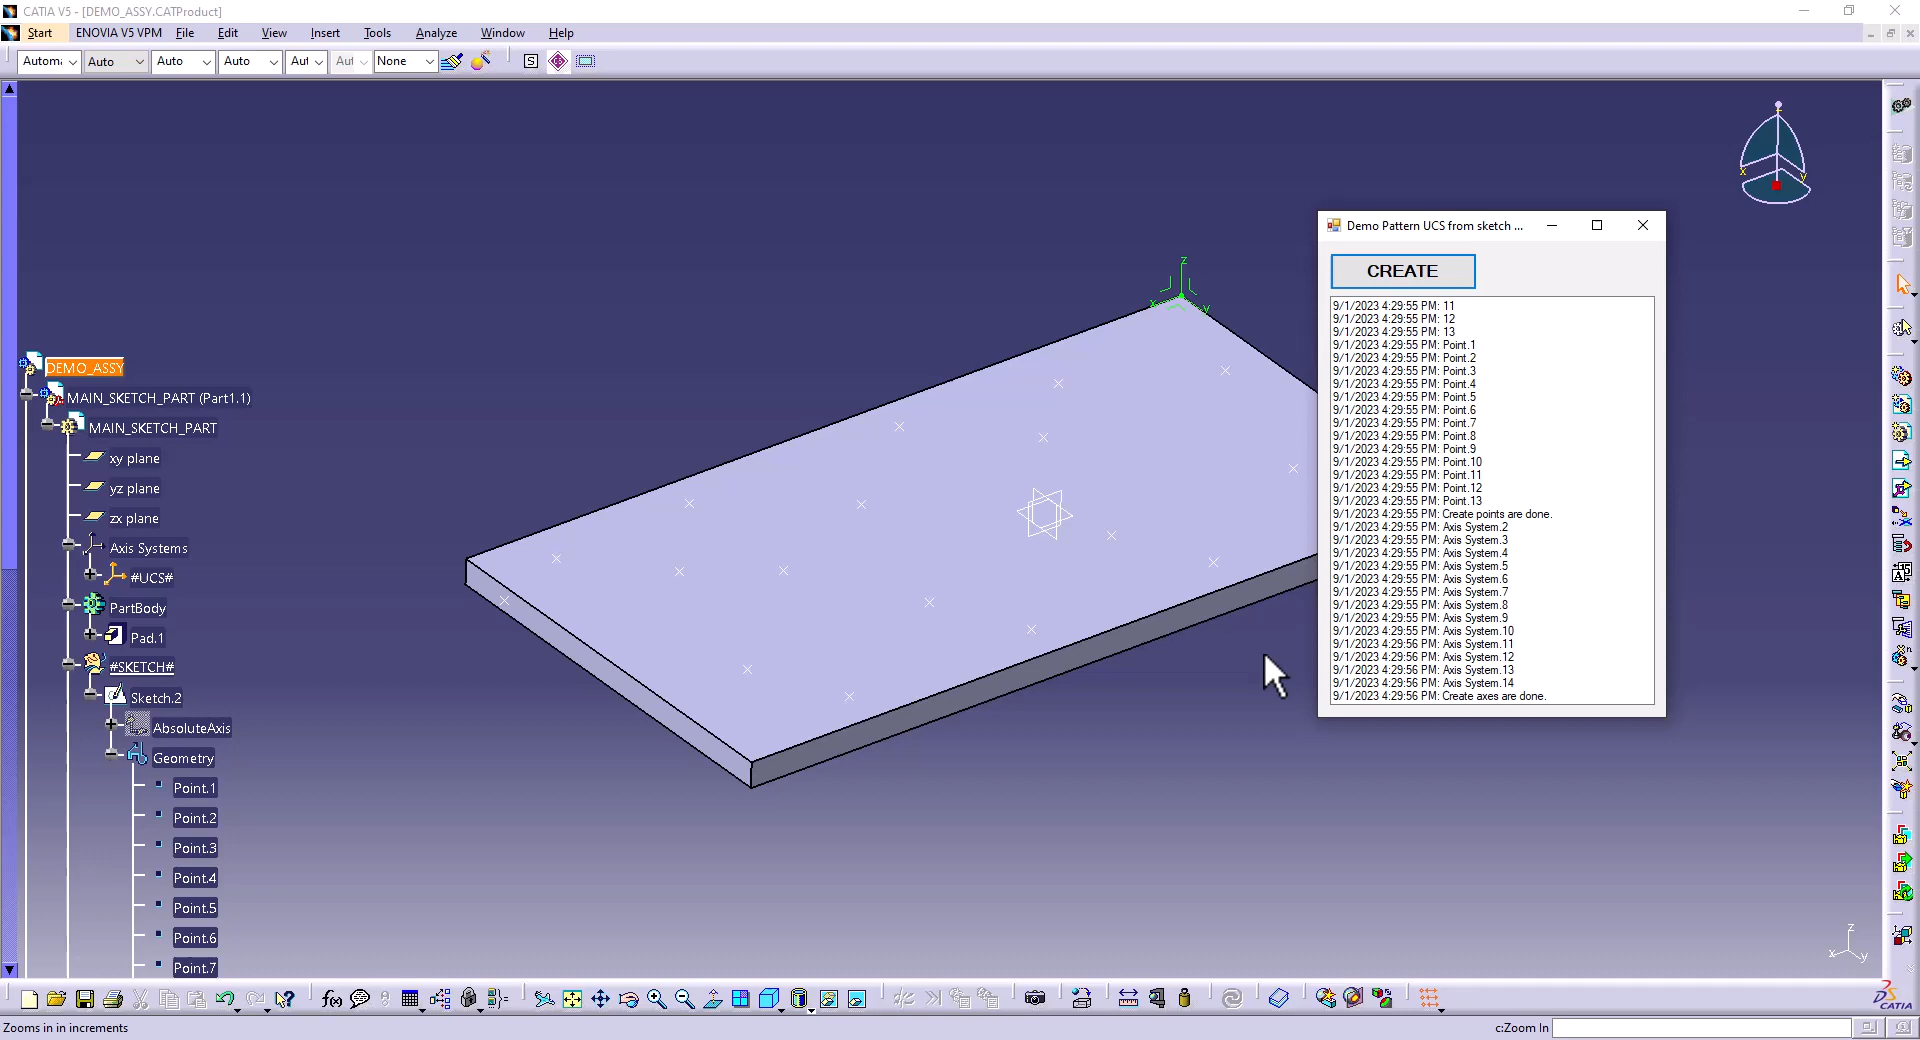 CATIA V5 - [DEMO_ASSY.CATProduct]
Start ENOVIA V5 VPM File Edit View Insert Tools Analyze Window Help
Auto Auto Auto None
S
z
x y
z
x y
Demo Pattern UCS from sketch ...
CREATE
9/1/2023 4:29:55 PM: 11
9/1/2023 4:29:55 PM: 12
9/1/2023 4:29:55 PM: 13
9/1/2023 4:29:55 PM: Point.1
9/1/2023 4:29:55 PM: Point.2
9/1/2023 4:29:55 PM: Point.3
9/1/2023 4:29:55 PM: Point.4
9/1/2023 4:29:55 PM: Point.5
9/1/2023 4:29:55 PM: Point.6
9/1/2023 4:29:55 PM: Point.7
9/1/2023 4:29:55 PM: Point.8
9/1/2023 4:29:55 PM: Point.9
9/1/2023 4:29:55 PM: Point.10
9/1/2023 4:29:55 PM: Point.11
9/1/2023 4:29:55 PM: Point.12
9/1/2023 4:29:55 PM: Point.13
9/1/2023 4:29:55 PM: Create points are done.
9/1/2023 4:29:55 PM: Axis System.2
9/1/2023 4:29:55 PM: Axis System.3
9/1/2023 4:29:55 PM: Axis System.4
9/1/2023 4:29:55 PM: Axis System.5
9/1/2023 4:29:55 PM: Axis System.6
9/1/2023 4:29:55 PM: Axis System.7
9/1/2023 4:29:55 PM: Axis System.8
9/1/2023 4:29:55 PM: Axis System.9
9/1/2023 4:29:55 PM: Axis System.10
9/1/2023 4:29:56 PM: Axis System.11
9/1/2023 4:29:56 PM: Axis System.12
9/1/2023 4:29:56 PM: Axis System.13
9/1/2023 4:29:56 PM: Axis System.14
9/1/2023 4:29:56 PM: Create axes are done.
DEMO_ASSY
MAIN_SKETCH_PART (Part1.1)
MAIN_SKETCH_PART
xy plane
yz plane
zx plane
Axis Systems
#UCS#
PartBody
Pad.1
#SKETCH#
Sketch.2
AbsoluteAxis
Geometry
Point.1
Point.2
Point.3
Point.4
Point.5
Point.6
Point.7
z
x y
CATIA
Zooms in in increments
c:Zoom In